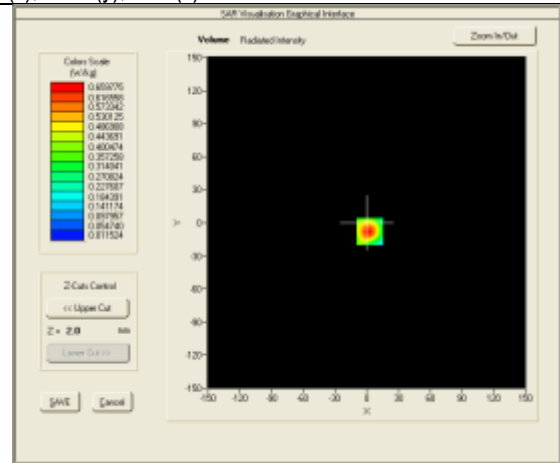 SAR Visualisation Graphical Interface
Volume Radiated Intensity
Zoom In/Out
Colors Scale
(W/Kg)
0.659775
0.616558
0.573342
0.530125
0.486908
0.443691
0.400474
0.357258
0.314041
0.270824
0.227607
0.184391
0.141174
0.097957
0.054740
0.011524
150
120
90
60
30
0
-30
-60
-90
-120
-150
Y
-150 -120 -90 -60 -30 0 30 60 90 120 150
X
Z-Cuts Control
<< Upper Cut
Z = 2.0 mm
Lower Cut >>
SAVE Cancel